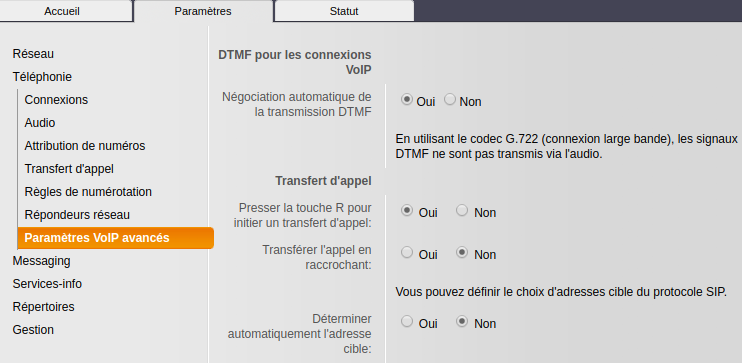 Accueil
Paramètres
Statut
Réseau
Téléphonie
Connexions
Audio
Attribution de numéros
Transfert d'appel
Règles de numérotation
Répondeurs réseau
Paramètres VoIP avancés
Messaging
Services-info
Répertoires
Gestion
DTMF pour les connexions
VoIP
Négociation automatique de
la transmission DTMF
Oui Non
En utilisant le codec G.722 (connexion large bande), les signaux
DTMF ne sont pas transmis via l'audio.
Transfert d'appel
Presser la touche R pour
initier un transfert d'appel:
Oui Non
Transférer l'appel en
raccrochant:
Oui Non
Vous pouvez définir le choix d'adresses cible du protocole SIP.
Déterminer
automatiquement l'adresse
cible:
Oui Non